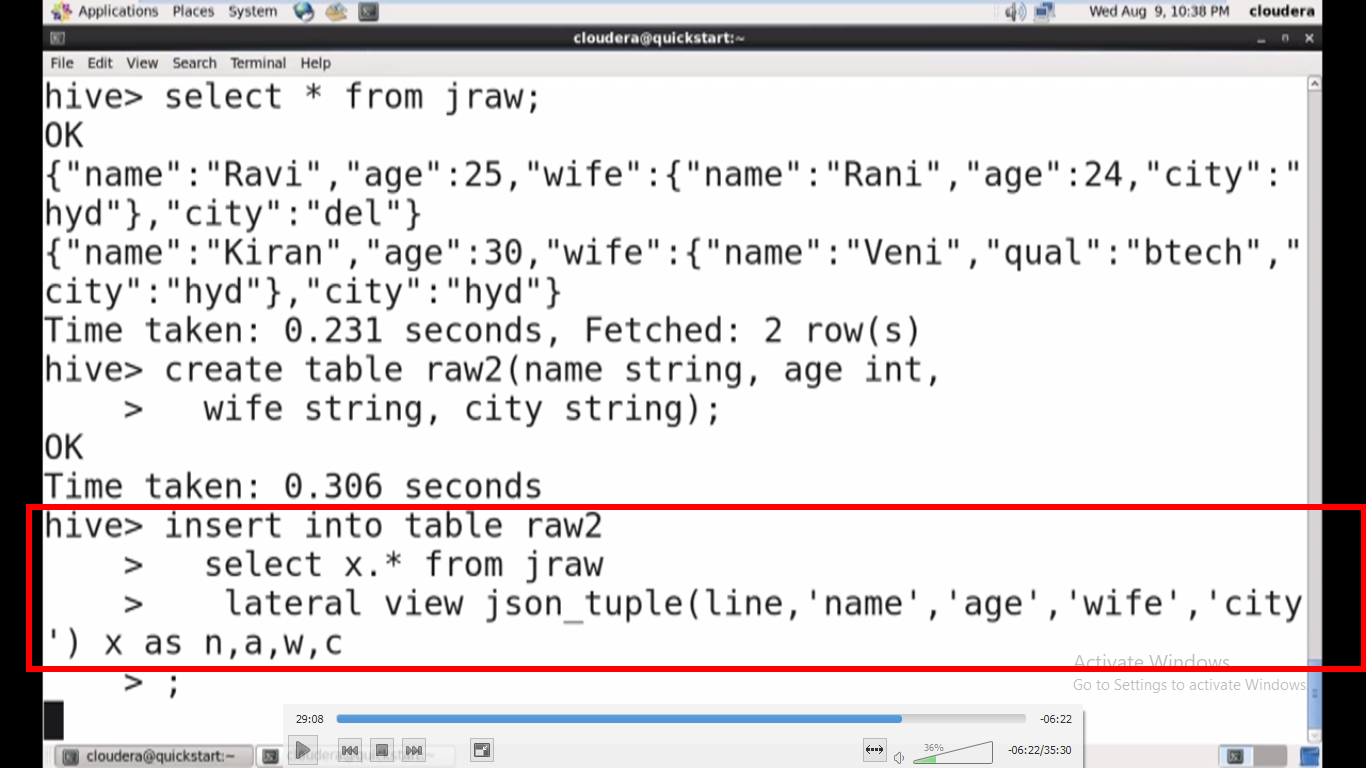 Applications Places System Wed Aug 9, 10:38 PM cloudera
cloudera@quickstart:~
File Edit View Search Terminal Help
hive> select * from jraw;
OK
{"name":"Ravi","age":25,"wife":{"name":"Rani","age":24,"city":"
hyd"},"city":"del"}
{"name":"Kiran","age":30,"wife":{"name":"Veni","qual":"btech","
city":"hyd"},"city":"hyd"}
Time taken: 0.231 seconds, Fetched: 2 row(s)
hive> create table raw2(name string, age int,
    >   wife string, city string);
OK
Time taken: 0.306 seconds
hive> insert into table raw2
    >   select x.* from jraw
    >    lateral view json_tuple(line,'name','age','wife','city
') x as n,a,w,c
    > ;
Activate Windows
Go to Settings to activate Windows
29:08 -06:22
36% -06:22/35:30
cloudera@quickstart:~ cloudera@quickstart:~